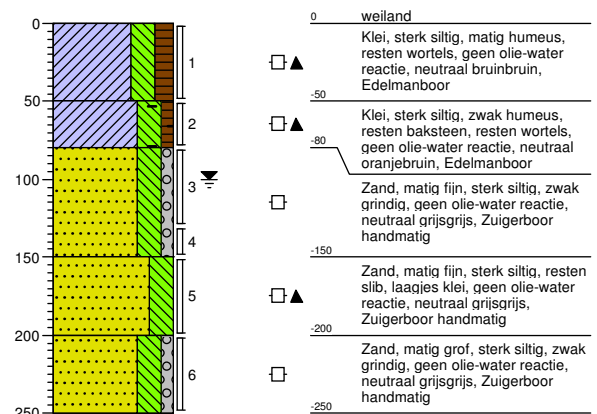 0
50
100
150
200
250
1
2
3
4
5
6
0 weiland
Klei, sterk siltig, matig humeus,
resten wortels, geen olie-water
reactie, neutraal bruinbruin,
Edelmanboor
-50
Klei, sterk siltig, zwak humeus,
resten baksteen, resten wortels,
geen olie-water reactie, neutraal
oranjebruin, Edelmanboor
-80
Zand, matig fijn, sterk siltig, zwak
grindig, geen olie-water reactie,
neutraal grijsgrijs, Zuigerboor
handmatig
-150
Zand, matig fijn, sterk siltig, resten
slib, laagjes klei, geen olie-water
reactie, neutraal grijsgrijs,
Zuigerboor handmatig
-200
Zand, matig grof, sterk siltig, zwak
grindig, geen olie-water reactie,
neutraal grijsgrijs, Zuigerboor
handmatig
-250